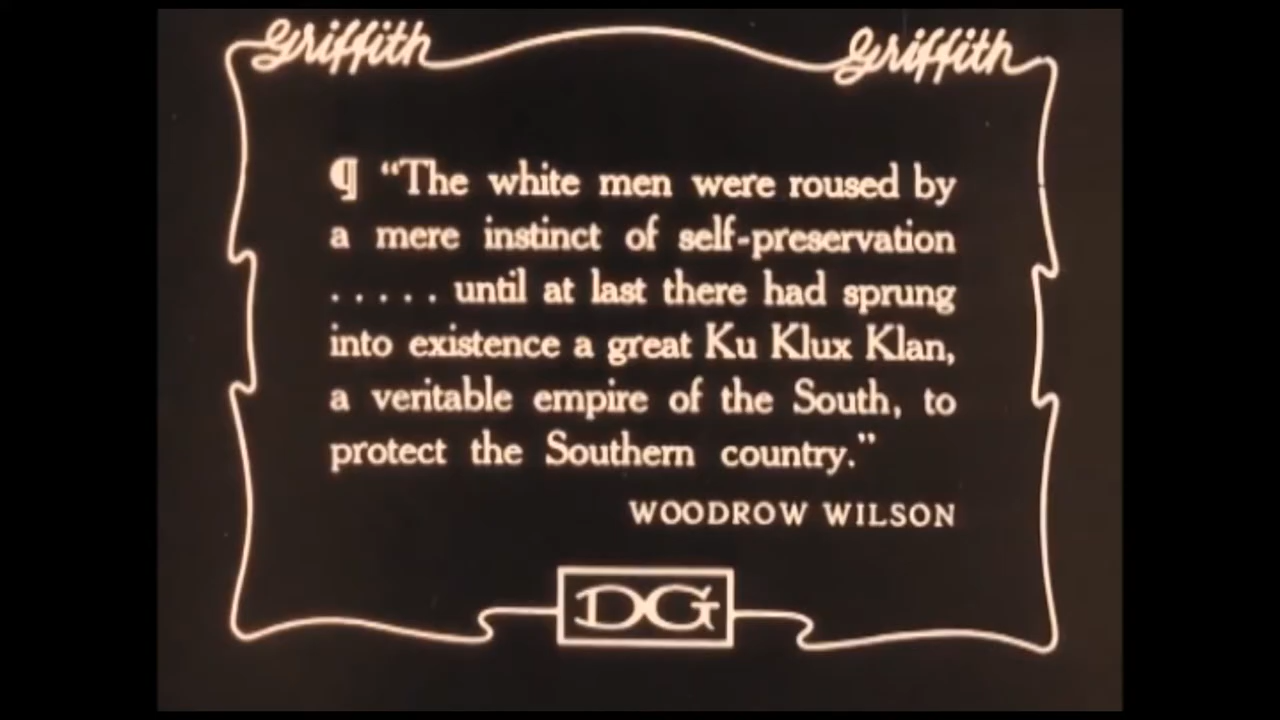 Griffith Griffith
¶ “The white men were roused by
a mere instinct of self-preservation
. . . . . until at last there had sprung
into existence a great Ku Klux Klan,
a veritable empire of the South, to
protect the Southern country.”
WOODROW WILSON
DG